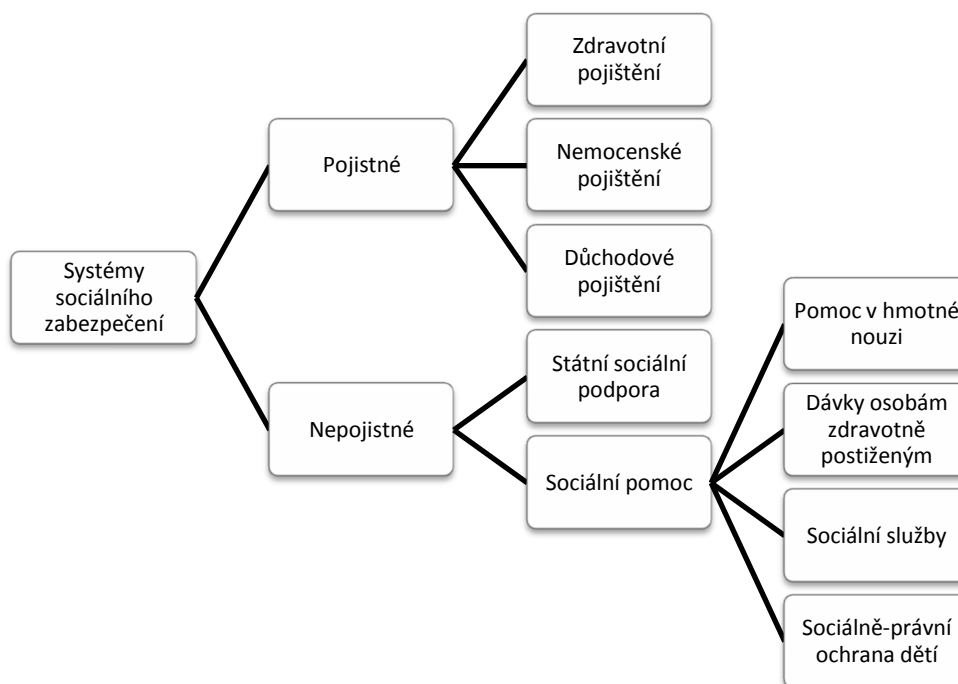 Systémy
sociálního
zabezpečení
Pojistné
Zdravotní
pojištění
Nemocenské
pojištění
Důchodové
pojištění
Nepojistné
Státní sociální
podpora
Sociální pomoc
Pomoc v hmotné
nouzi
Dávky osobám
zdravotně
postiženým
Sociální služby
Sociálně-právní
ochrana dětí